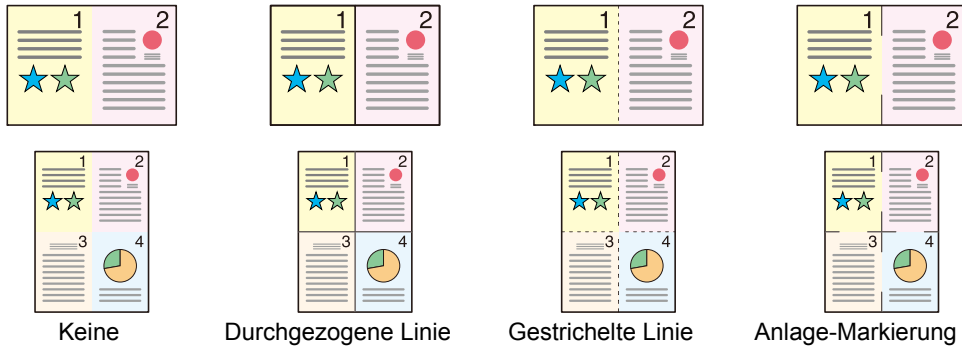 1 2 1 2 1 2 1 2
1 2 1 2 1 2 1 2
3 4 3 4 3 4 3 4
Keine Durchgezogene Linie Gestrichelte Linie Anlage-Markierung